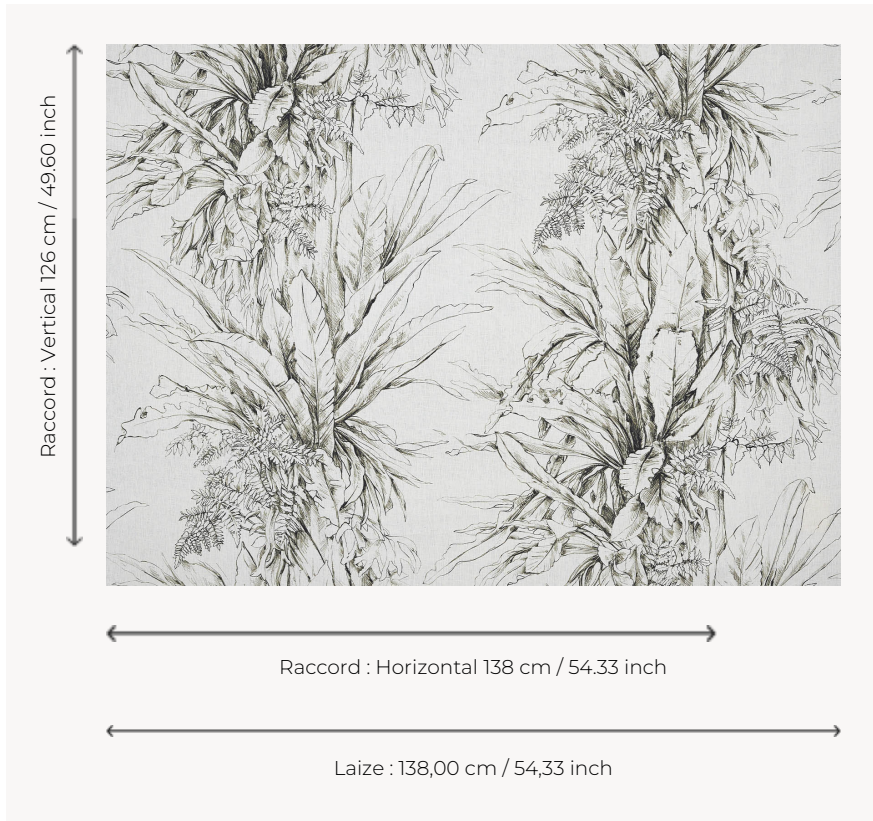 Raccord : Vertical 126 cm / 49.60 inch
Raccord : Horizontal 138 cm / 54.33 inch
Laize : 138,00 cm / 54,33 inch